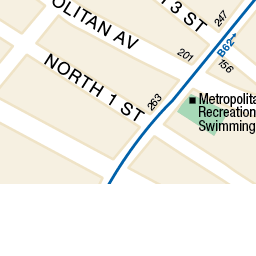 3 ST
247
OLITAN AV
B62
201
156
NORTH 1 ST
263
Metropolita
Recreation
Swimming